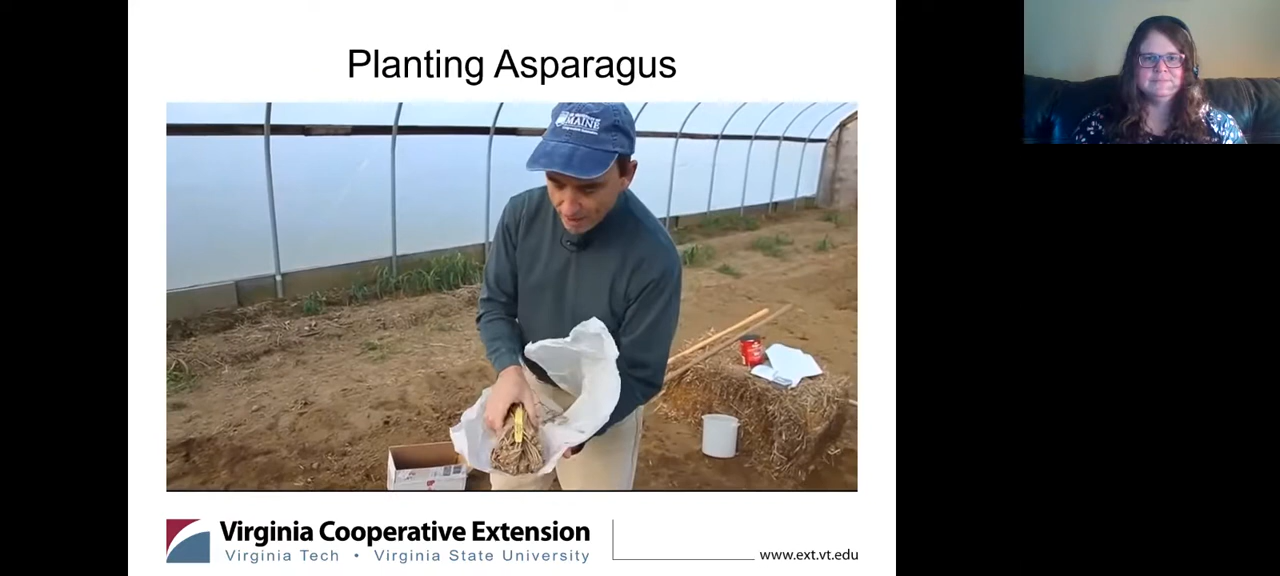 Planting Asparagus
MAINE
Virginia Cooperative Extension
Virginia Tech • Virginia State University
www.ext.vt.edu